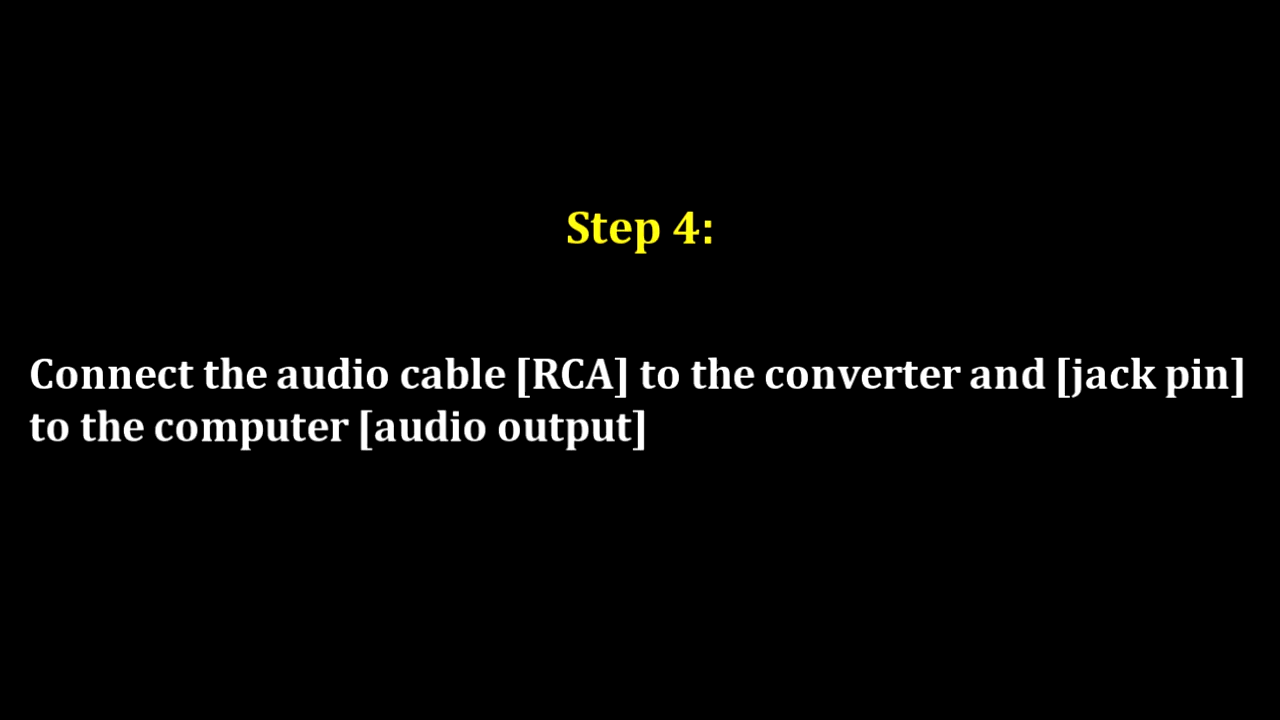 Step 4:
Connect the audio cable [RCA] to the converter and [jack pin]
to the computer [audio output]